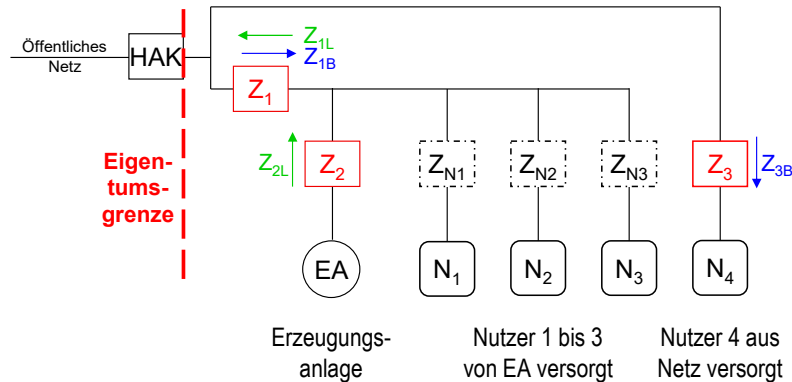 Öffentliches
Netz
HAK
Z1L
Z1B
Z1
Eigen-
tums-
grenze
Z2L
Z2
ZN1
ZN2
ZN3
Z3
Z3B
EA
N1
N2
N3
N4
Erzeugungs-
anlage
Nutzer 1 bis 3
von EA versorgt
Nutzer 4 aus
Netz versorgt